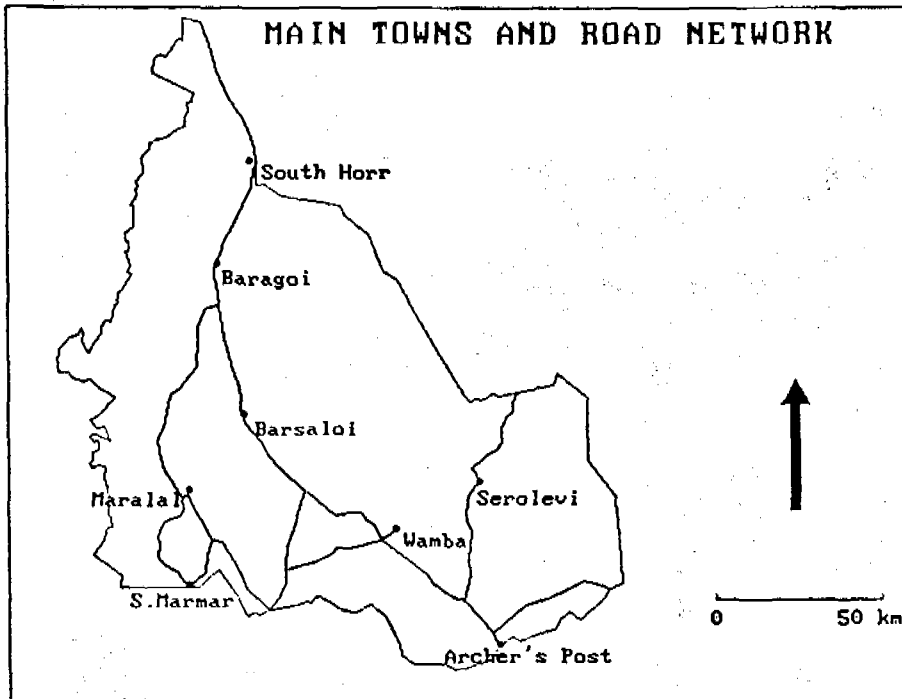 MAIN TOWNS AND ROAD NETWORK
South Horr
Baragoi
Barsaloi
Maralal
Serolevi
Wamba
S.Marmar
0 50 km
Archer's Post